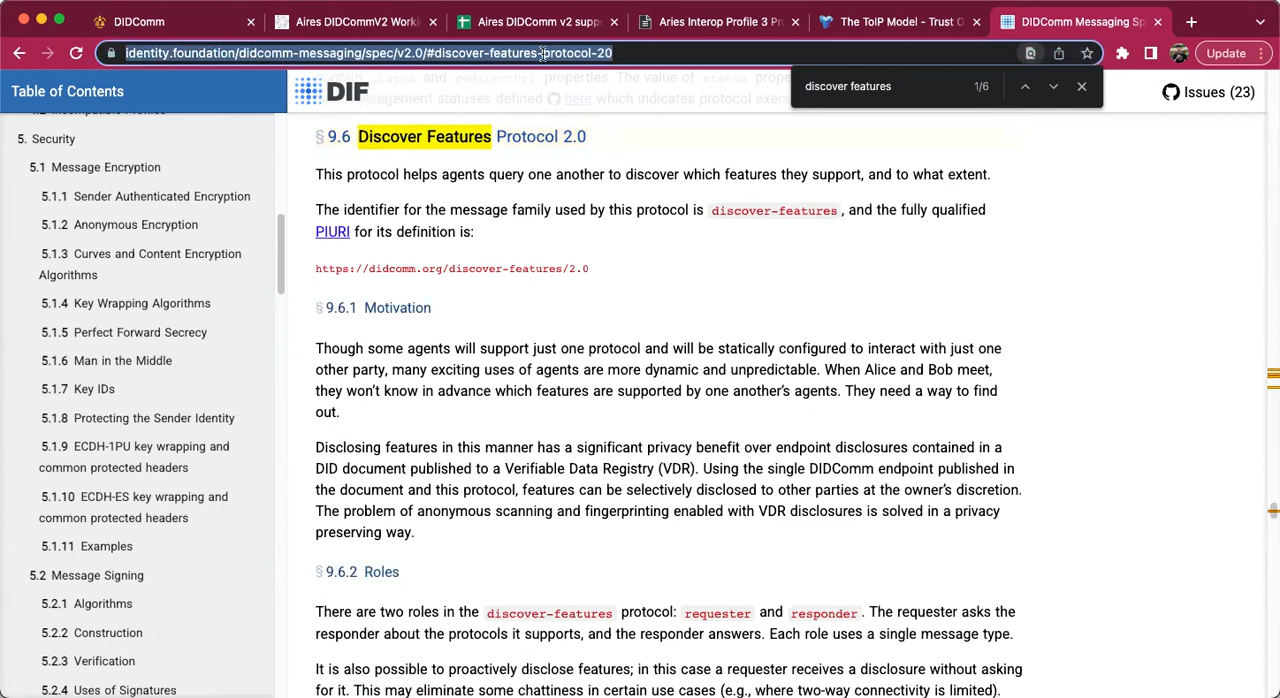 DIDComm
Aires DIDCommV2 Workin
Aires DIDComm v2 suppo
Aries Interop Profile 3 Pr
The ToIP Model - Trust O
DIDComm Messaging Sp
identity.foundation/didcomm-messaging/spec/v2.0/#discover-features-protocol-20
Update
discover features
1/6
Table of Contents
DIF
Issues (23)
and redirectUrl properties. The value of status prope
agement statuses defined here which indicates protocol exec
5. Security
5.1 Message Encryption
5.1.1 Sender Authenticated Encryption
5.1.2 Anonymous Encryption
5.1.3 Curves and Content Encryption
Algorithms
5.1.4 Key Wrapping Algorithms
5.1.5 Perfect Forward Secrecy
5.1.6 Man in the Middle
5.1.7 Key IDs
5.1.8 Protecting the Sender Identity
5.1.9 ECDH-1PU key wrapping and
common protected headers
5.1.10 ECDH-ES key wrapping and
common protected headers
5.1.11 Examples
5.2 Message Signing
5.2.1 Algorithms
5.2.2 Construction
5.2.3 Verification
5.2.4 Uses of Signatures
§ 9.6 Discover Features Protocol 2.0
This protocol helps agents query one another to discover which features they support, and to what extent.
The identifier for the message family used by this protocol is discover-features, and the fully qualified
PIURI for its definition is:
https://didcomm.org/discover-features/2.0
§ 9.6.1 Motivation
Though some agents will support just one protocol and will be statically configured to interact with just one
other party, many exciting uses of agents are more dynamic and unpredictable. When Alice and Bob meet,
they won't know in advance which features are supported by one another's agents. They need a way to find
out.
Disclosing features in this manner has a significant privacy benefit over endpoint disclosures contained in a
DID document published to a Verifiable Data Registry (VDR). Using the single DIDComm endpoint published in
the document and this protocol, features can be selectively disclosed to other parties at the owner's discretion.
The problem of anonymous scanning and fingerprinting enabled with VDR disclosures is solved in a privacy
preserving way.
§ 9.6.2 Roles
There are two roles in the discover-features protocol: requester and responder. The requester asks the
responder about the protocols it supports, and the responder answers. Each role uses a single message type.
It is also possible to proactively disclose features; in this case a requester receives a disclosure without asking
for it. This may eliminate some chattiness in certain use cases (e.g., where two-way connectivity is limited).